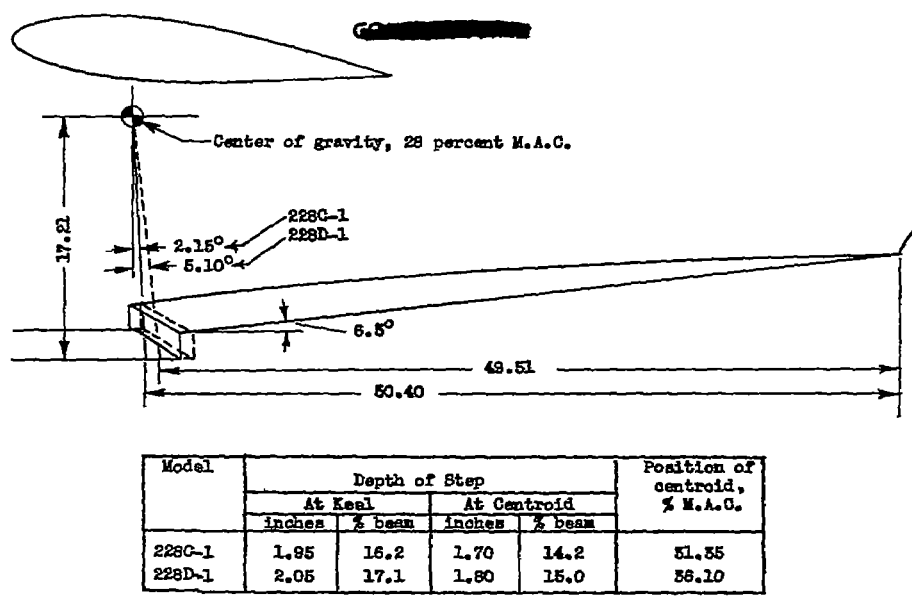 Center of gravity, 28 percent M.A.C.
17.21
228C-1
2.15°
228D-1
5.10°
6.5°
49.51
50.40
Model Depth of Step Position of centroid, % M.A.C.
At Keel At Centroid
inches % beam inches % beam
228C-1 1.95 16.2 1.70 14.2 31.35
228D-1 2.05 17.1 1.80 15.0 36.10